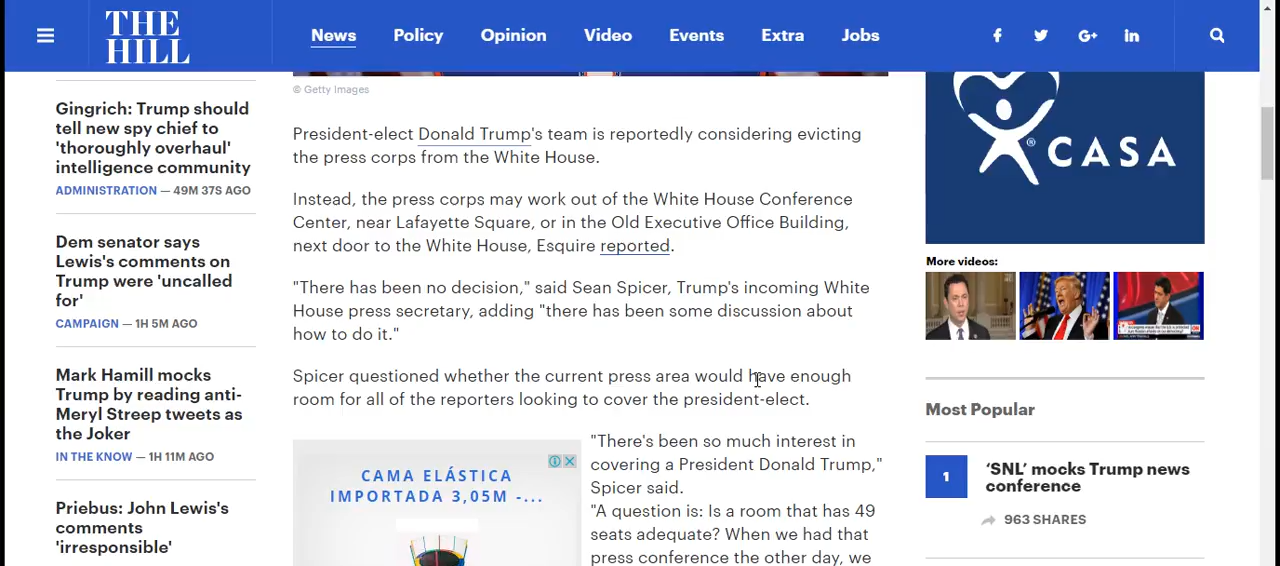 THE
HILL
News
Policy
Opinion
Video
Events
Extra
Jobs
Gingrich: Trump should
tell new spy chief to
'thoroughly overhaul'
intelligence community
ADMINISTRATION — 49M 37S AGO
Dem senator says
Lewis's comments on
Trump were 'uncalled
for'
CAMPAIGN — 1H 5M AGO
Mark Hamill mocks
Trump by reading anti-
Meryl Streep tweets as
the Joker
IN THE KNOW — 1H 11M AGO
Priebus: John Lewis's
comments
'irresponsible'
© Getty Images
President-elect Donald Trump's team is reportedly considering evicting
the press corps from the White House.
Instead, the press corps may work out of the White House Conference
Center, near Lafayette Square, or in the Old Executive Office Building,
next door to the White House, Esquire reported.
"There has been no decision," said Sean Spicer, Trump's incoming White
House press secretary, adding "there has been some discussion about
how to do it."
Spicer questioned whether the current press area would have enough
room for all of the reporters looking to cover the president-elect.
CAMA ELÁSTICA
IMPORTADA 3,05M -...
"There's been so much interest in
covering a President Donald Trump,"
Spicer said.
"A question is: Is a room that has 49
seats adequate? When we had that
press conference the other day, we
CASA
More videos:
Most Popular
1
'SNL' mocks Trump news
conference
963 SHARES